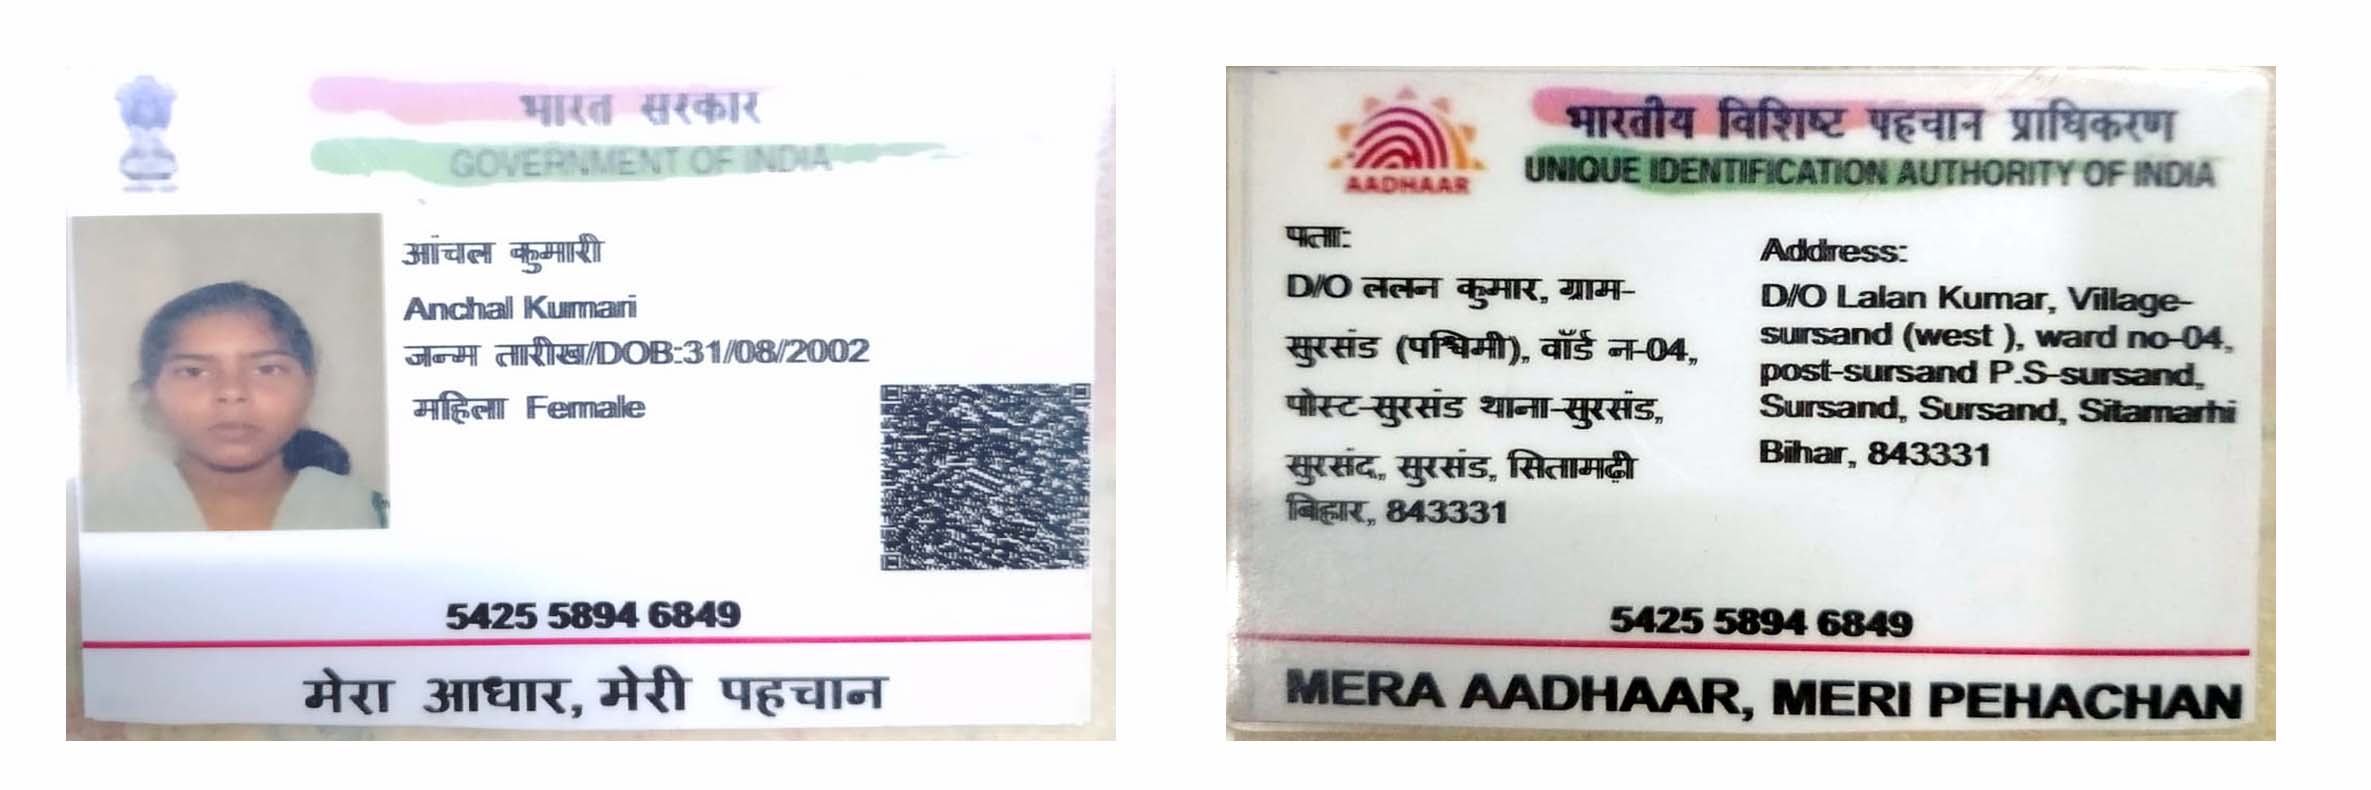 भारत सरकार
GOVERNMENT OF INDIA
आंचल कुमारी
Anchal Kumari
जन्म तारीख/DOB:31/08/2002
महिला Female
5425 5894 6849
मेरा आधार, मेरी पहचान
भारतीय विशिष्ट पहचान प्राधिकरण
UNIQUE IDENTIFICATION AUTHORITY OF INDIA
AADHAAR
पता:
D/O ललन कुमार, ग्राम-
सुरसंड (पश्चिमी), वॉर्ड न-04,
पोस्ट-सुरसंड थाना-सुरसंड,
सुरसंद, सुरसंड, सितामढ़ी
बिहार, 843331
Address:
D/O Lalan Kumar, Village-
sursand (west ), ward no-04,
post-sursand P.S-sursand,
Sursand, Sursand, Sitamarhi
Bihar, 843331
5425 5894 6849
MERA AADHAAR, MERI PEHACHAN